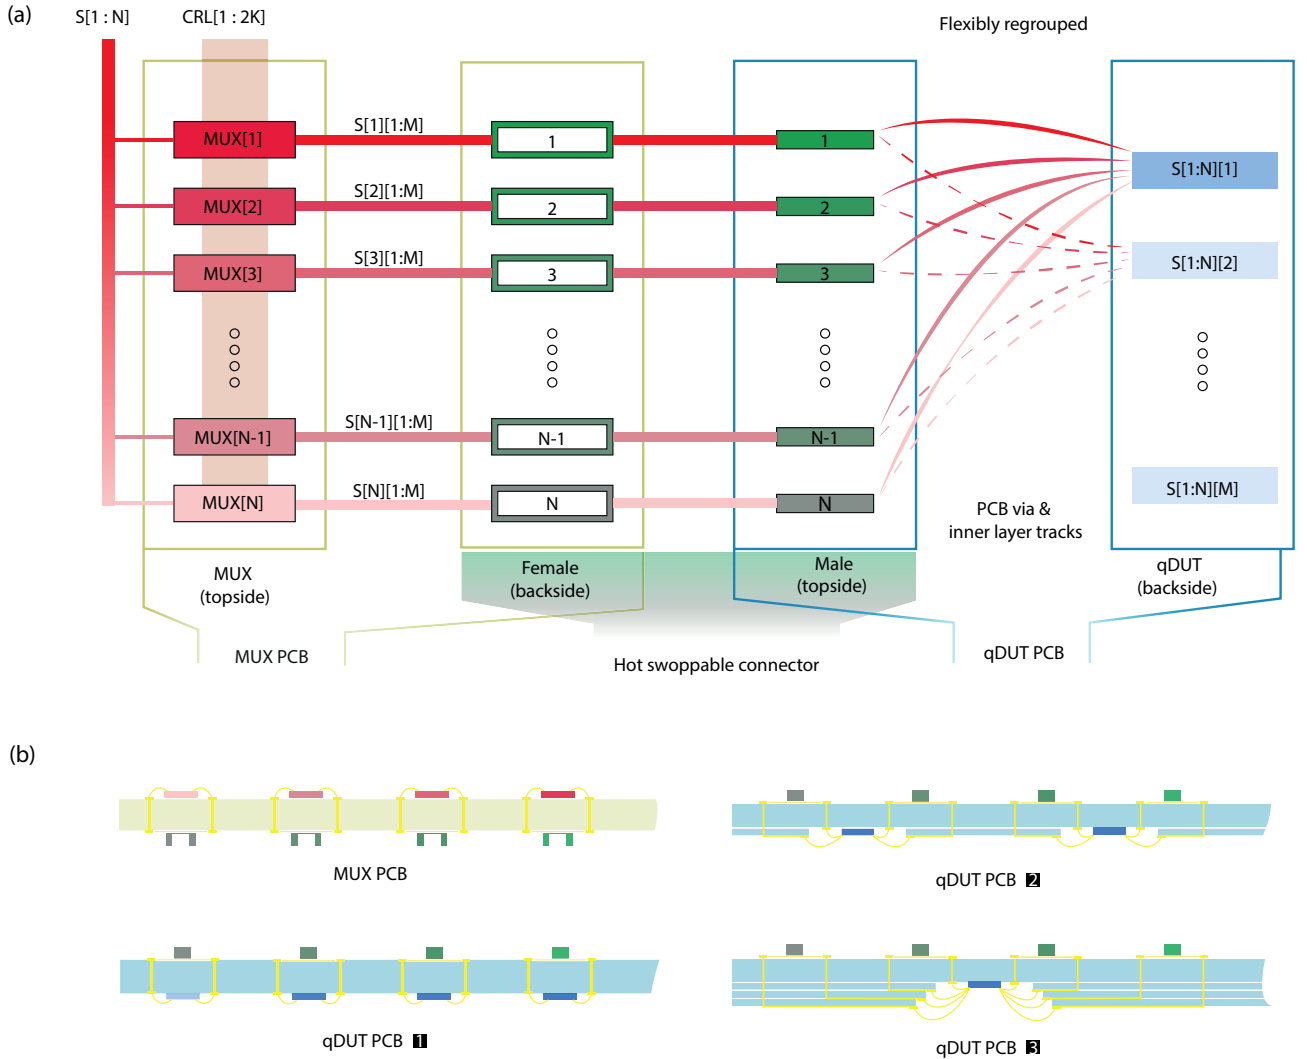 (a)
S[1 : N]
CRL[1 : 2K]
Flexibly regrouped
MUX[1]
S[1][1:M]
1
1
S[1:N][1]
MUX[2]
S[2][1:M]
2
2
MUX[3]
S[3][1:M]
3
3
S[1:N][2]
MUX[N-1]
S[N-1][1:M]
N-1
N-1
MUX[N]
S[N][1:M]
N
N
S[1:N][M]
PCB via &
inner layer tracks
MUX
(topside)
Female
(backside)
Male
(topside)
qDUT
(backside)
MUX PCB
Hot swoppable connector
qDUT PCB
(b)
MUX PCB
qDUT PCB 2
qDUT PCB 1
qDUT PCB 3